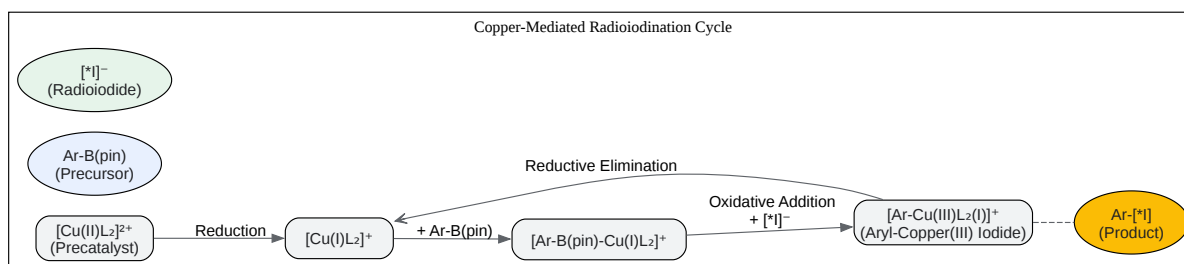 Copper-Mediated Radioiodination Cycle
[*I]⁻
(Radioiodide)
Ar-B(pin)
(Precursor)
Reductive Elimination
[Cu(II)L₂]²⁺
(Precatalyst)
Reduction
[Cu(I)L₂]⁺
+ Ar-B(pin)
[Ar-B(pin)-Cu(I)L₂]⁺
Oxidative Addition
+ [*I]⁻
[Ar-Cu(III)L₂(I)]⁺
(Aryl-Copper(III) Iodide)
Ar-[*I]
(Product)